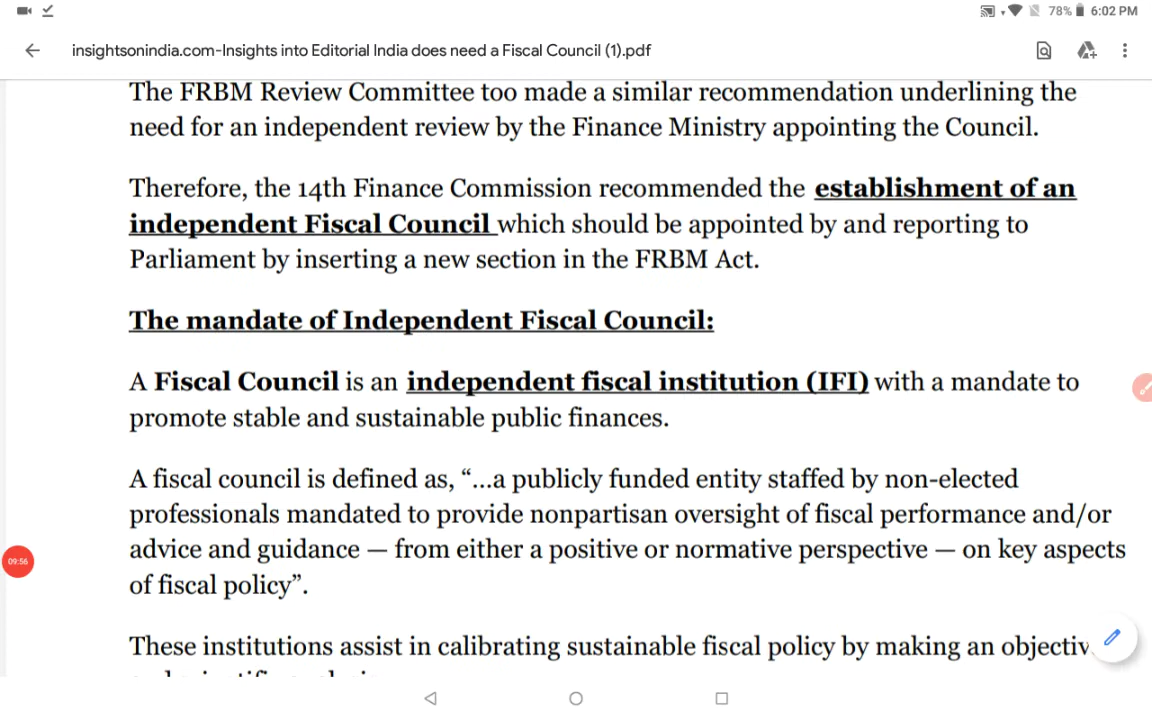 78% 6:02 PM
insightsonindia.com-Insights into Editorial India does need a Fiscal Council (1).pdf
The FRBM Review Committee too made a similar recommendation underlining the
need for an independent review by the Finance Ministry appointing the Council.
Therefore, the 14th Finance Commission recommended the establishment of an
independent Fiscal Council which should be appointed by and reporting to
Parliament by inserting a new section in the FRBM Act.
The mandate of Independent Fiscal Council:
A Fiscal Council is an independent fiscal institution (IFI) with a mandate to
promote stable and sustainable public finances.
A fiscal council is defined as, “...a publicly funded entity staffed by non-elected
professionals mandated to provide nonpartisan oversight of fiscal performance and/or
advice and guidance — from either a positive or normative perspective — on key aspects
09:56
of fiscal policy”.
These institutions assist in calibrating sustainable fiscal policy by making an objectiv